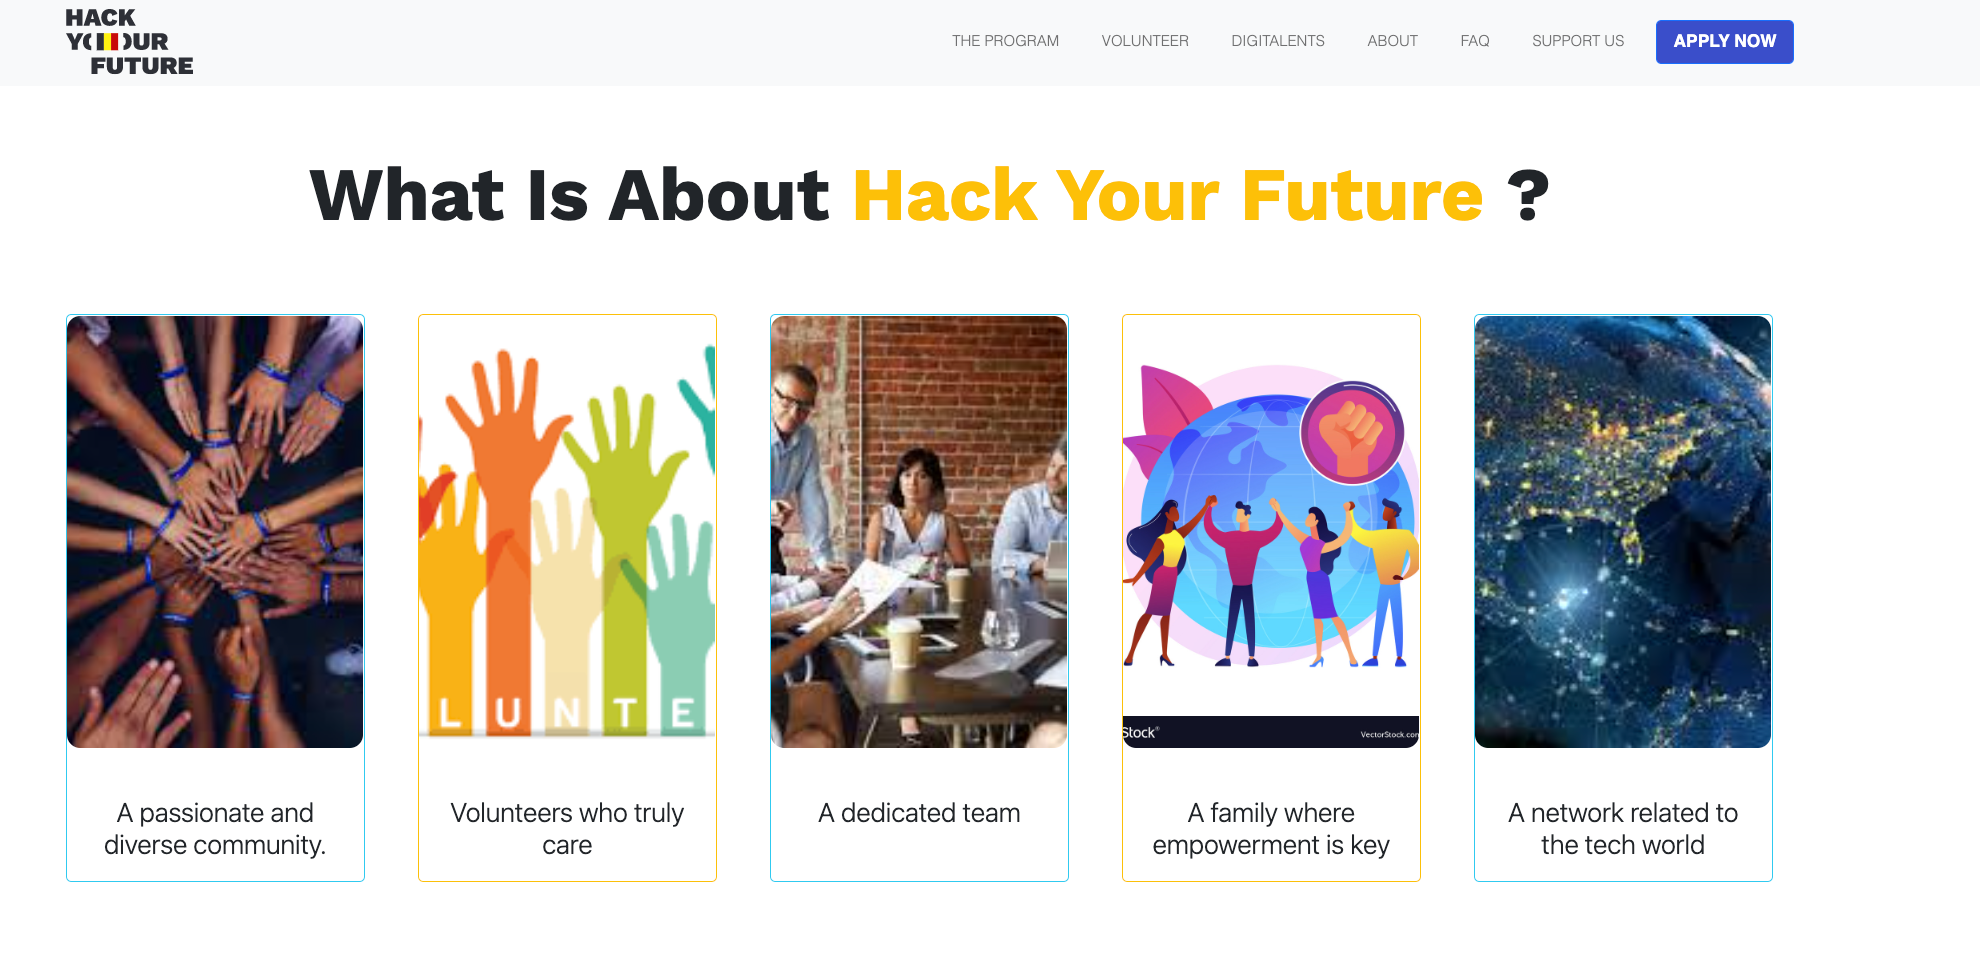 HACK
YOUR
FUTURE
THE PROGRAM VOLUNTEER DIGITALENTS ABOUT FAQ SUPPORT US APPLY NOW
What Is About Hack Your Future ?
L U N T E
Stock®
VectorStock.com
A passionate and
diverse community.
Volunteers who truly
care
A dedicated team
A family where
empowerment is key
A network related to
the tech world